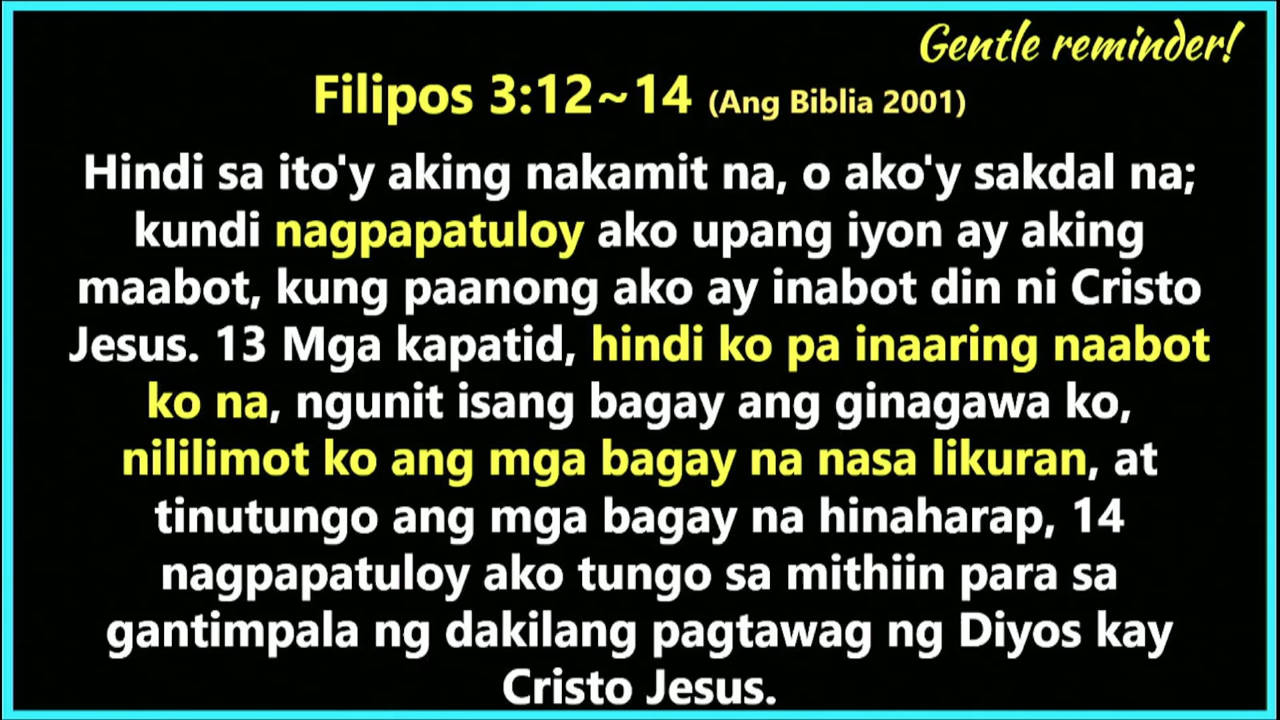 Gentle reminder!
Filipos 3:12~14 (Ang Biblia 2001)
Hindi sa ito'y aking nakamit na, o ako'y sakdal na;
kundi nagpapatuloy ako upang iyon ay aking
maabot, kung paanong ako ay inabot din ni Cristo
Jesus. 13 Mga kapatid, hindi ko pa inaaring naabot
ko na, ngunit isang bagay ang ginagawa ko,
nililimot ko ang mga bagay na nasa likuran, at
tinutungo ang mga bagay na hinaharap, 14
nagpapatuloy ako tungo sa mithiin para sa
gantimpala ng dakilang pagtawag ng Diyos kay
Cristo Jesus.